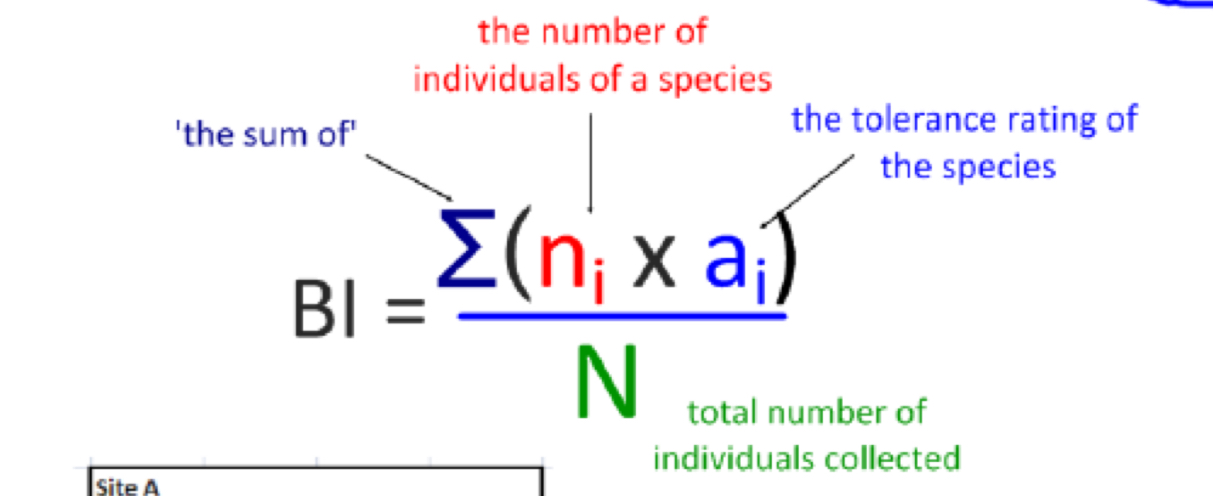 the number of
individuals of a species
'the sum of'
the tolerance rating of
the species
BI = Σ(nᵢ x aᵢ)
N
total number of
individuals collected
Site A